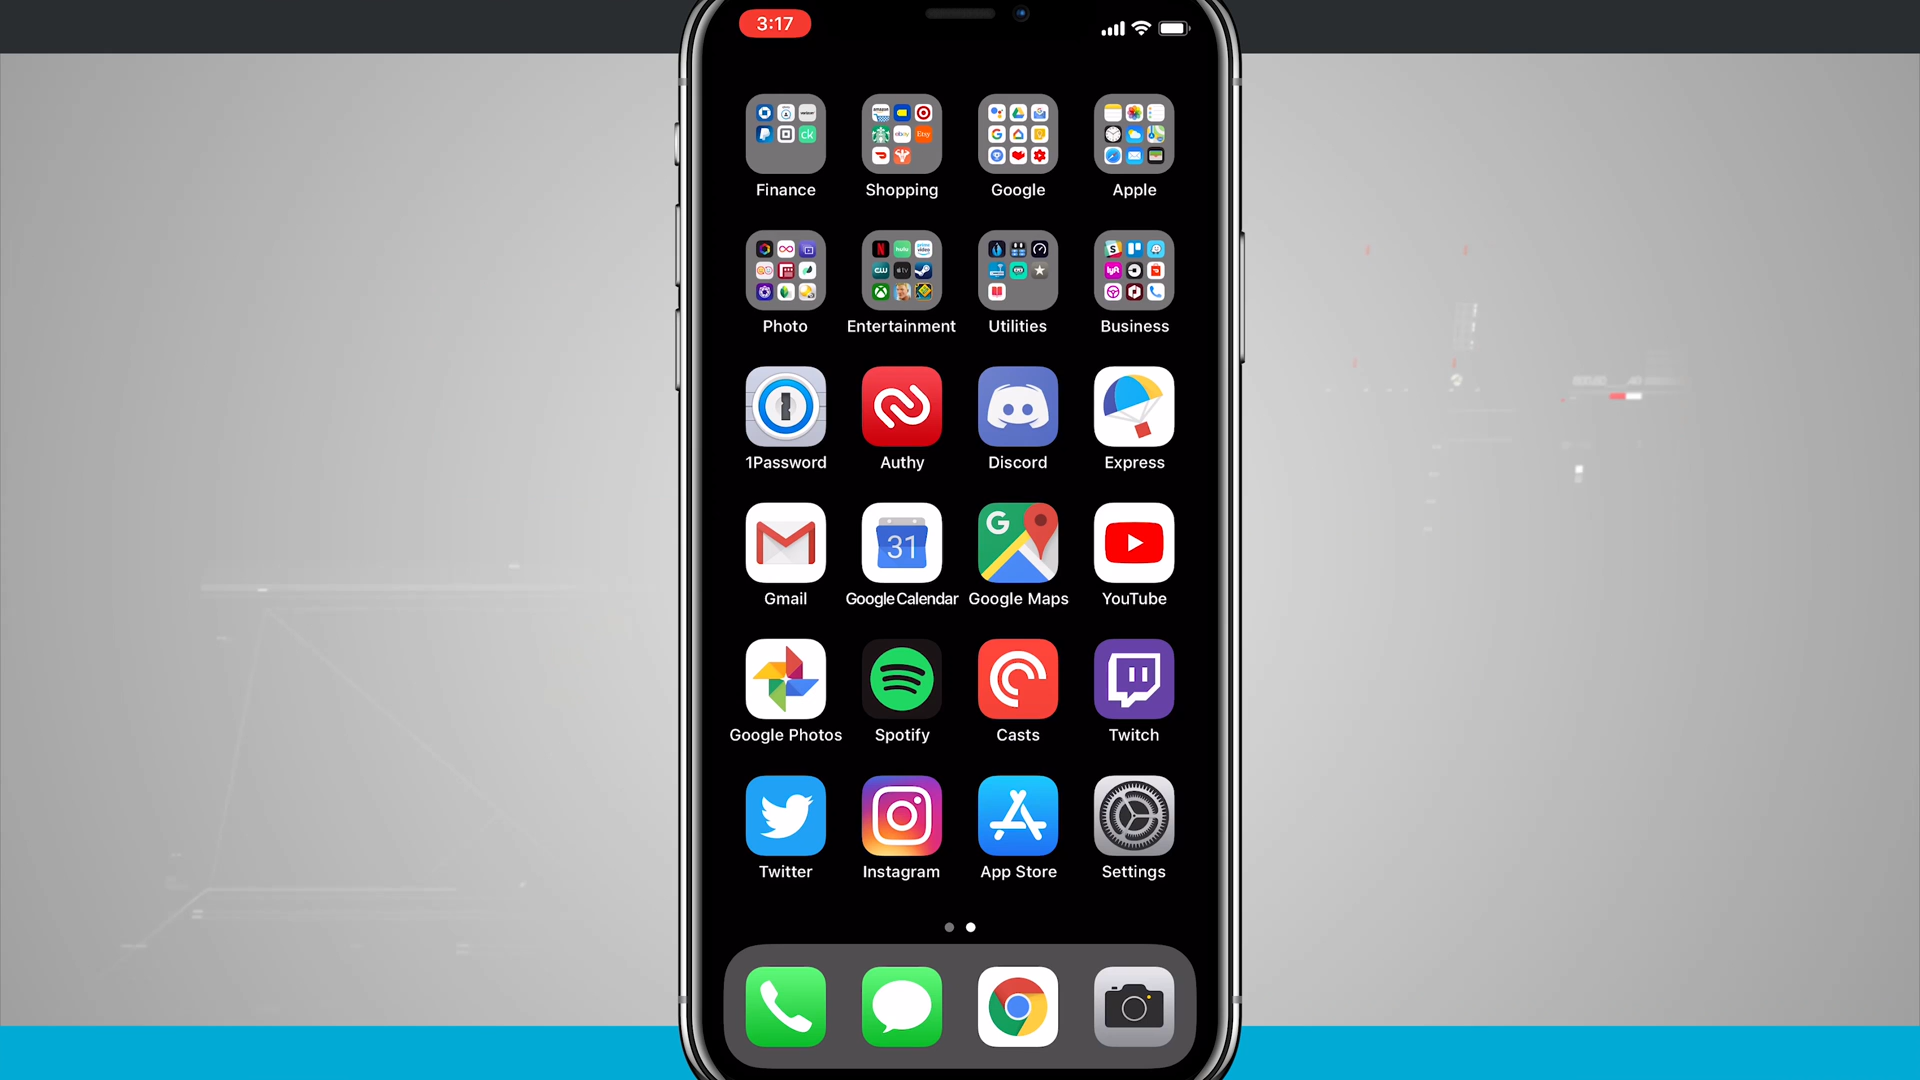 3:17
Finance Shopping Google Apple
Photo Entertainment Utilities Business
1Password Authy Discord Express
31
Gmail Google Calendar Google Maps YouTube
Google Photos Spotify Casts Twitch
Twitter Instagram App Store Settings